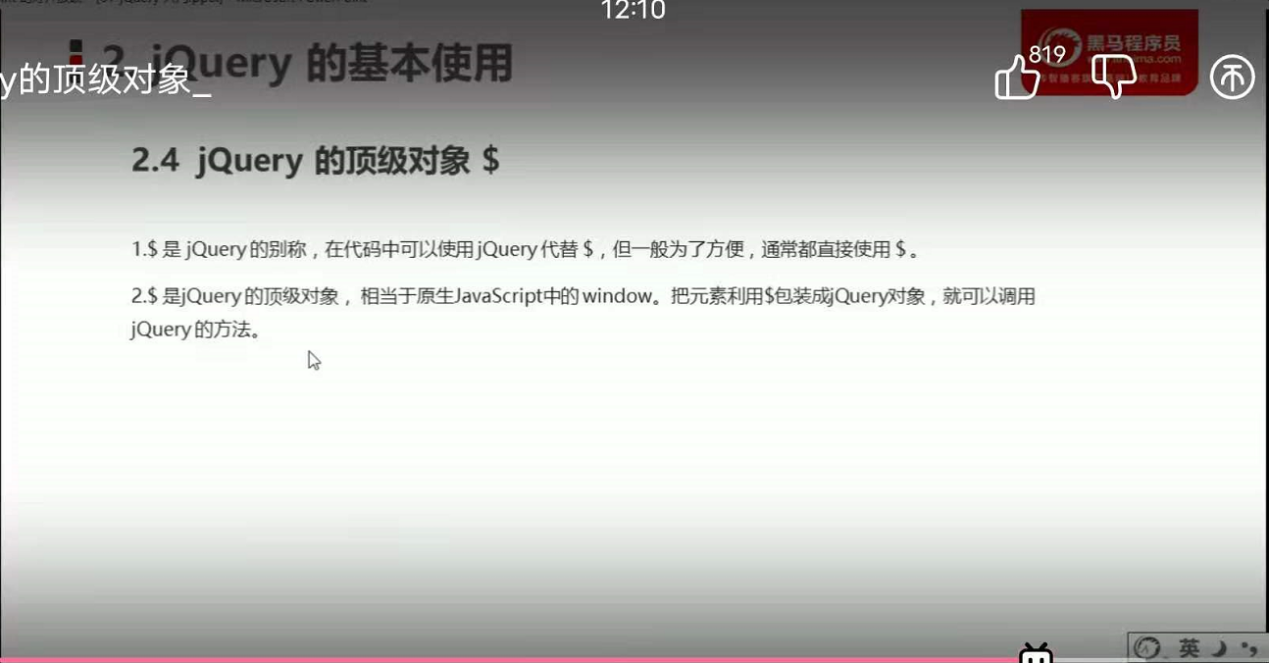 12:10
2. jQuery 的基本使用
黑马程序员
819
y的顶级对象_
2.4 jQuery 的顶级对象 $
1.$ 是 jQuery 的别称，在代码中可以使用 jQuery 代替 $，但一般为了方便，通常都直接使用 $ 。
2.$ 是jQuery 的顶级对象， 相当于原生JavaScript中的 window。把元素利用$包装成jQuery对象，就可以调用
jQuery 的方法。
英